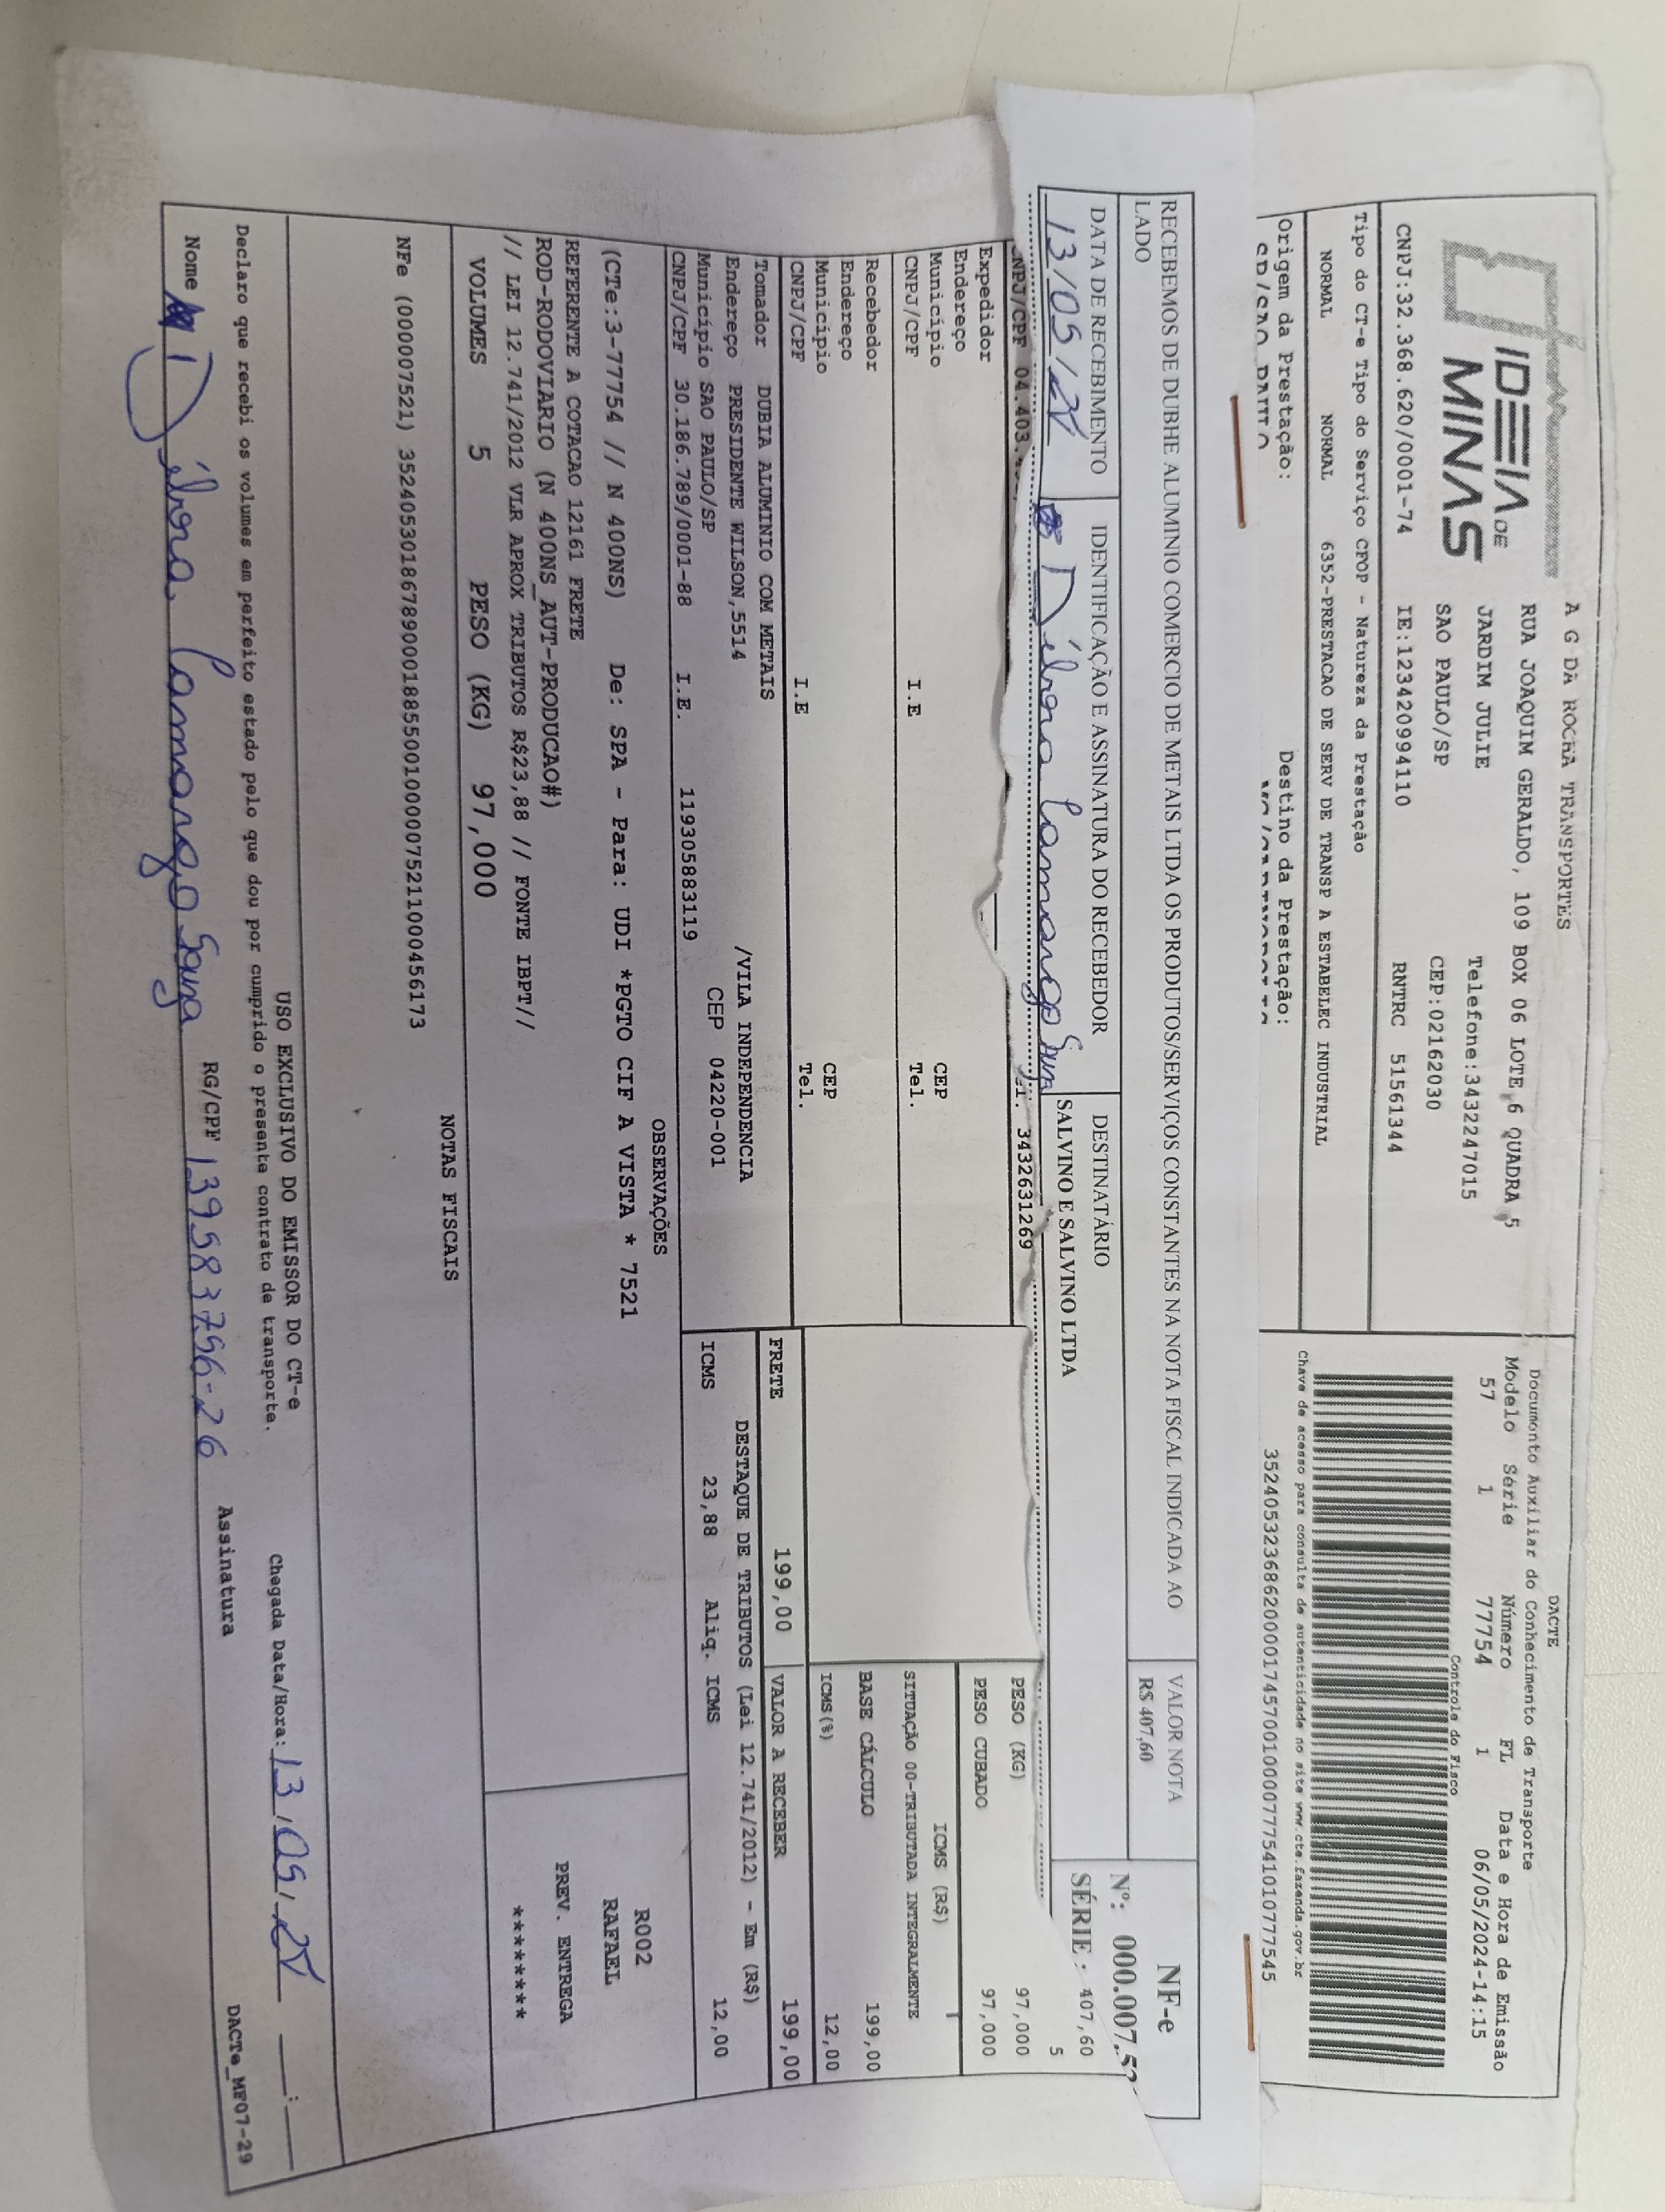 IDEIA DE
MINAS
A G DA ROCHA TRANSPORTES
RUA JOAQUIM GERALDO, 109 BOX 06 LOTE 6 QUADRA 5
JARDIM JULIE Telefone:3432247015
SAO PAULO/SP CEP:02162030
CNPJ:32.368.620/0001-74 IE:123420994110 RNTRC 51561344
Tipo do CT-e Tipo do Serviço CFOP - Natureza da Prestação
NORMAL NORMAL 6352-PRESTACAO DE SERV DE TRANSP A ESTABELEC INDUSTRIAL
Origem da Prestação: Destino da Prestação:
DACTE
Documento Auxiliar do Conhecimento de Transporte
Modelo Série Número FL Data e Hora de Emissão
57 1 77754 1 06/05/2024-14:15
Controle do Fisco
Chave de acesso para consulta de autenticidade no site www.cte.fazenda.gov.br
35240532368620000174570010000777541010777545
RECEBEMOS DE DUBHE ALUMINIO COMERCIO DE METAIS LTDA OS PRODUTOS/SERVIÇOS CONSTANTES NA NOTA FISCAL INDICADA AO
LADO
VALOR NOTA
R$ 407,60
NF-e
Nº: 000.007.52
SÉRIE:
DATA DE RECEBIMENTO IDENTIFICAÇÃO E ASSINATURA DO RECEBEDOR DESTINATÁRIO
13/05/24 Débora Camargo Souza SALVINO E SALVINO LTDA
407,60
5
CNPJ/CPF 04.403. 3432631269
PESO (KG) 97,000
Expedidor
PESO CUBADO 97,000
Endereço
Município CEP
ICMS (R$)
CNPJ/CPF I.E Tel.
SITUAÇÃO 00-TRIBUTADA INTEGRALMENTE
Recebedor
BASE CÁLCULO 199,00
Endereço
Município CEP
ICMS(%) 12,00
CNPJ/CPF I.E Tel.
Tomador DUBIA ALUMINIO COM METAIS
FRETE 199,00 VALOR A RECEBER 199,00
Endereço PRESIDENTE WILSON,5514 /VILA INDEPENDENCIA
DESTAQUE DE TRIBUTOS (Lei 12.741/2012) - Em (R$)
Município SAO PAULO/SP CEP 04220-001
ICMS 23,88 Aliq. ICMS 12,00
CNPJ/CPF 30.186.789/0001-88 I.E. 119305883119
OBSERVAÇÕES
(CTe:3-77754 // N 400NS) De: SPA - Para: UDI *PGTO CIF A VISTA * 7521
REFERENTE A COTACAO 12161 FRETE
ROD-RODOVIARIO (N 400NS_AUT-PRODUCAO#)
// LEI 12.741/2012 VLR APROX TRIBUTOS R$23,88 // FONTE IBPT//
R002
RAFAEL
PREV. ENTREGA
********
VOLUMES 5 PESO (KG) 97,000
NOTAS FISCAIS
NFe (000007521) 35240530186789000188550010000075211000456173
USO EXCLUSIVO DO EMISSOR DO CT-e
Declaro que recebi os volumes em perfeito estado pelo que dou por cumprido o presente contrato de transporte.
Chegada Data/Hora: 13/05/24 ___:___
Nome Débora Camargo Souza RG/CPF 139583756-26 Assinatura
DACTe_MF07-29